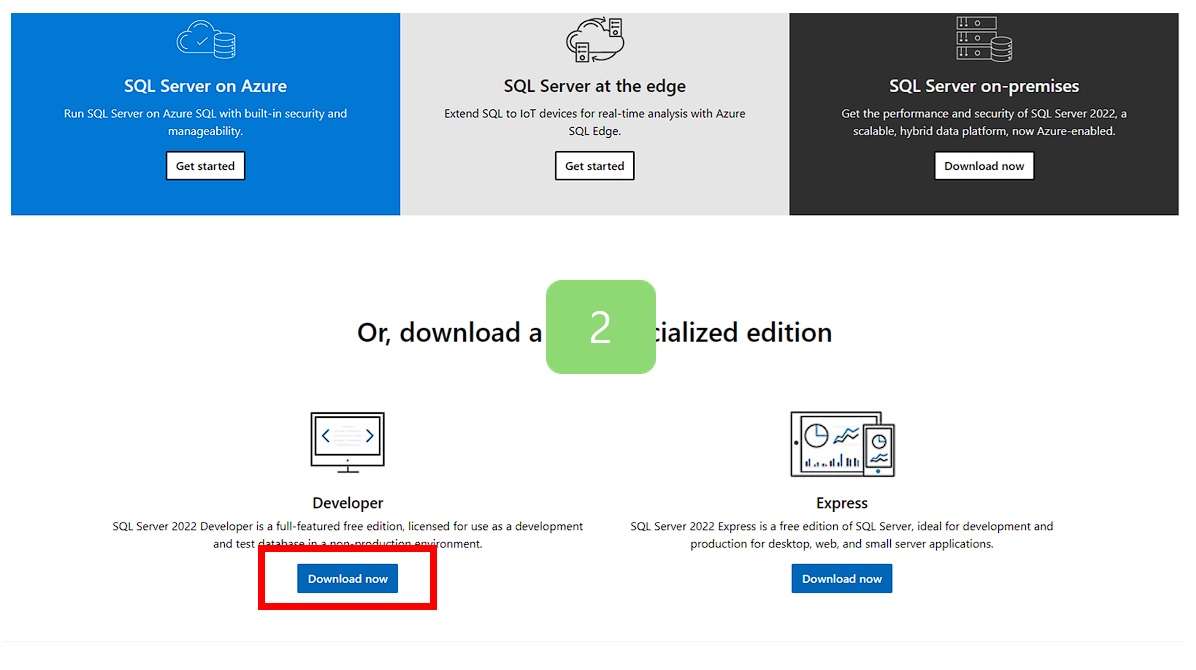 SQL Server on Azure
Run SQL Server on Azure SQL with built-in security and
manageability.
Get started
SQL Server at the edge
Extend SQL to IoT devices for real-time analysis with Azure
SQL Edge.
Get started
SQL Server on-premises
Get the performance and security of SQL Server 2022, a
scalable, hybrid data platform, now Azure-enabled.
Download now
Or, download a cialized edition
2
Developer
SQL Server 2022 Developer is a full-featured free edition, licensed for use as a development
and test database in a non-production environment.
Download now
Express
SQL Server 2022 Express is a free edition of SQL Server, ideal for development and
production for desktop, web, and small server applications.
Download now